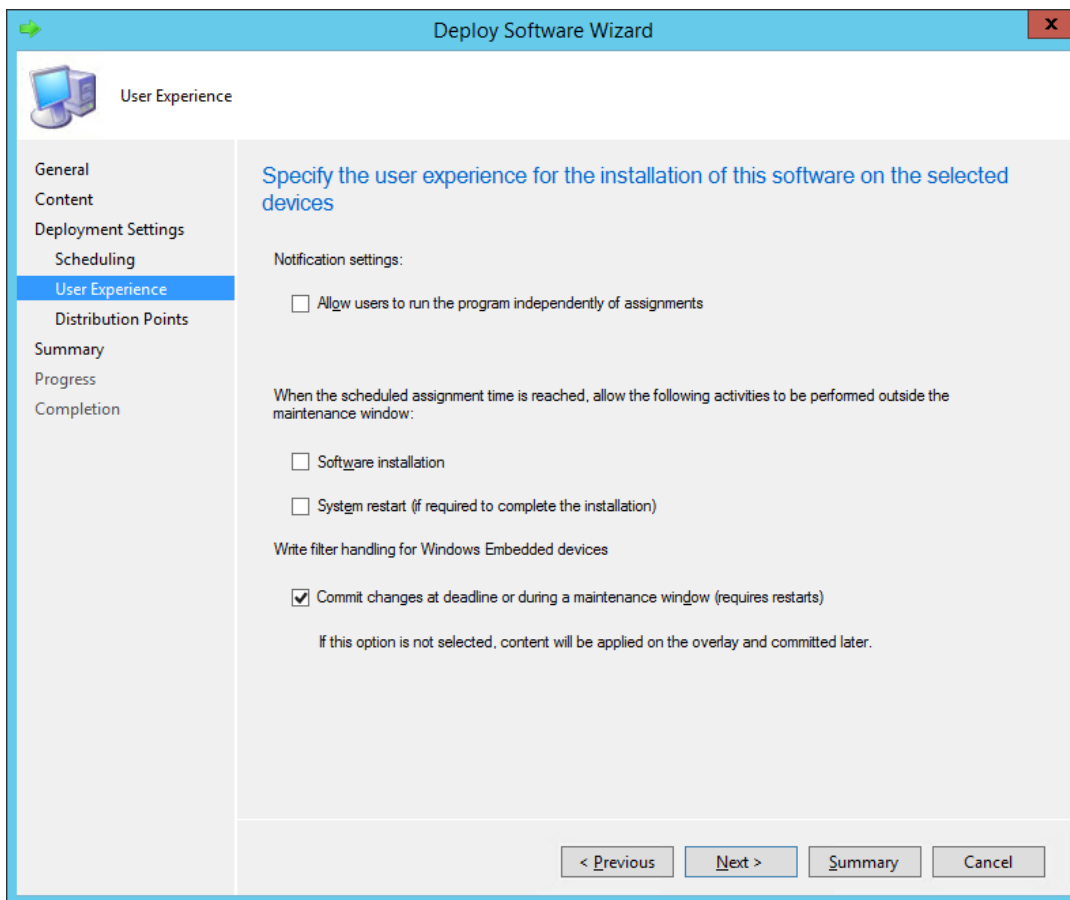 Deploy Software Wizard
x
User Experience
General
Content
Deployment Settings
Scheduling
User Experience
Distribution Points
Summary
Progress
Completion
Specify the user experience for the installation of this software on the selected
devices
Notification settings:
Allow users to run the program independently of assignments
When the scheduled assignment time is reached, allow the following activities to be performed outside the
maintenance window:
Software installation
System restart (if required to complete the installation)
Write filter handling for Windows Embedded devices
Commit changes at deadline or during a maintenance window (requires restarts)
If this option is not selected, content will be applied on the overlay and committed later.
< Previous
Next >
Summary
Cancel